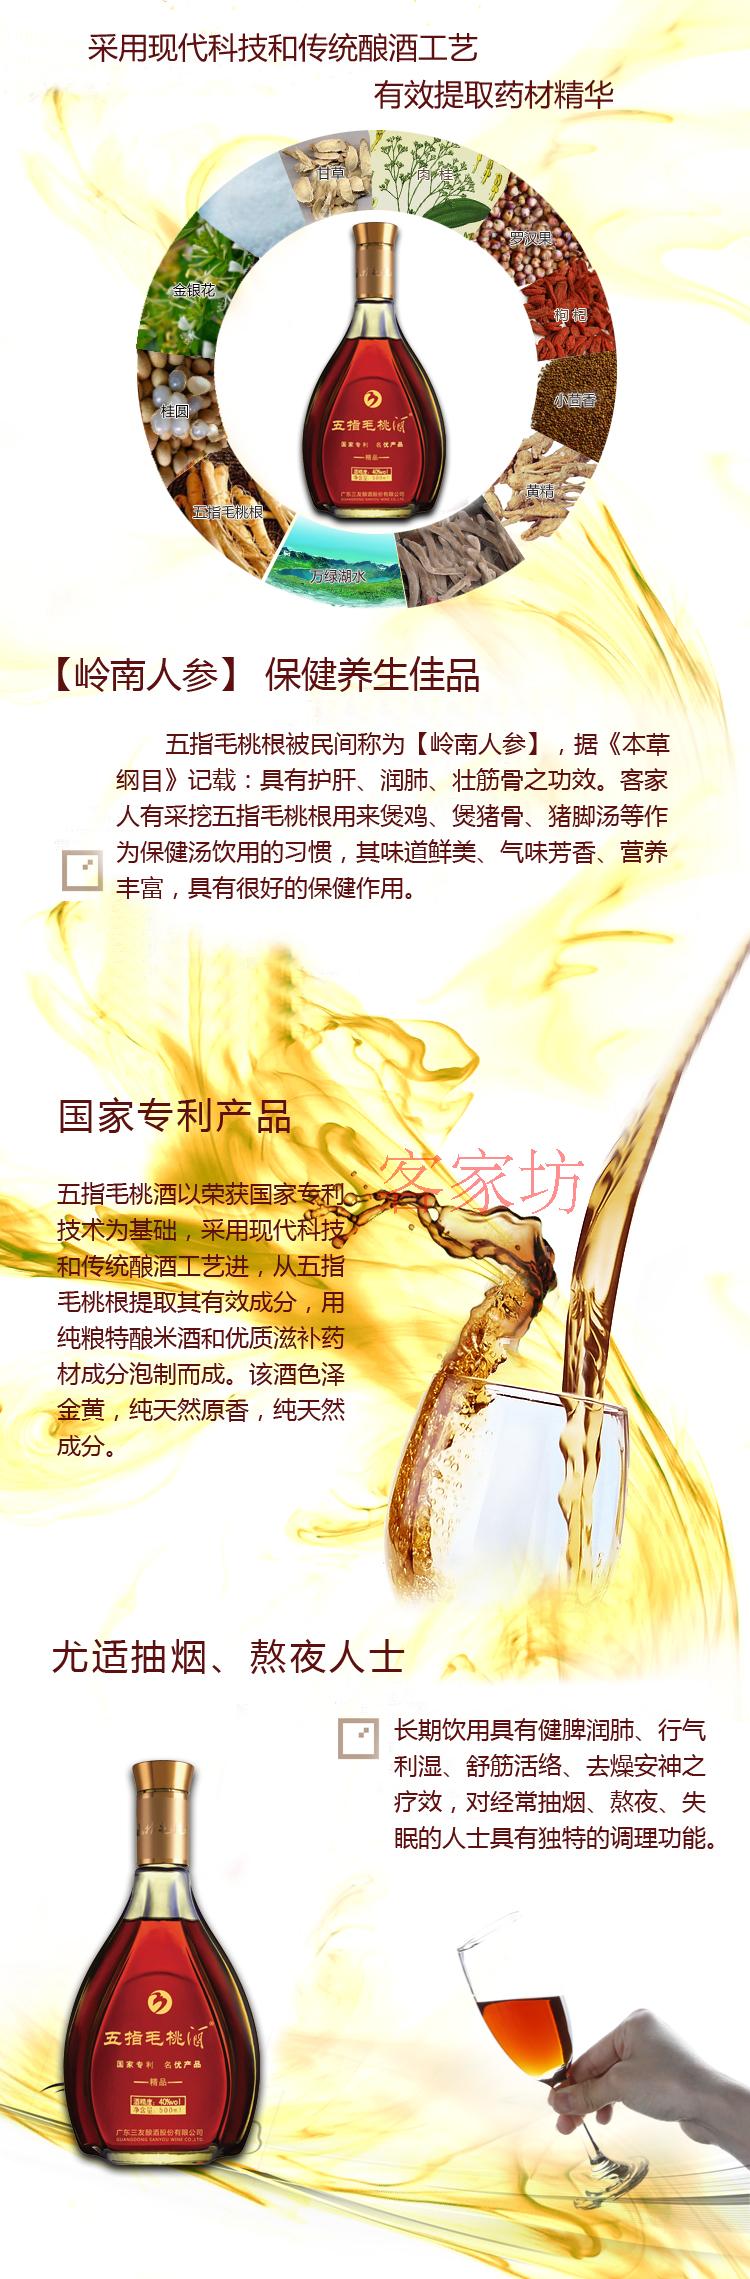 采用现代科技和传统酿酒工艺
有效提取药材精华
甘草
肉 桂
罗汉果
金银花
枸 杞
小茴香
桂圆
黄精
五指毛桃根
万绿湖水
五指毛桃酒
国家专利 名优产品
精品
酒精度：40%vol
净含量：500ml
广东三友酿酒股份有限公司
GUANGDONG SANYOU WINE CO.,LTD.
【岭南人参】 保健养生佳品
五指毛桃根被民间称为【岭南人参】，据《本草
纲目》记载：具有护肝、润肺、壮筋骨之功效。客家
人有采挖五指毛桃根用来煲鸡、煲猪骨、猪脚汤等作
为保健汤饮用的习惯，其味道鲜美、气味芳香、营养
丰富，具有很好的保健作用。
国家专利产品
客家坊
五指毛桃酒以荣获国家专利
技术为基础，采用现代科技
和传统酿酒工艺进，从五指
毛桃根提取其有效成分，用
纯粮特酿米酒和优质滋补药
材成分泡制而成。该酒色泽
金黄，纯天然原香，纯天然
成分。
尤适抽烟、熬夜人士
长期饮用具有健脾润肺、行气
利湿、舒筋活络、去燥安神之
疗效，对经常抽烟、熬夜、失
眠的人士具有独特的调理功能。
五指毛桃酒
国家专利 名优产品
精品
酒精度：40%vol
净含量：500ml
广东三友酿酒股份有限公司
GUANGDONG SANYOU WINE CO.,LTD.